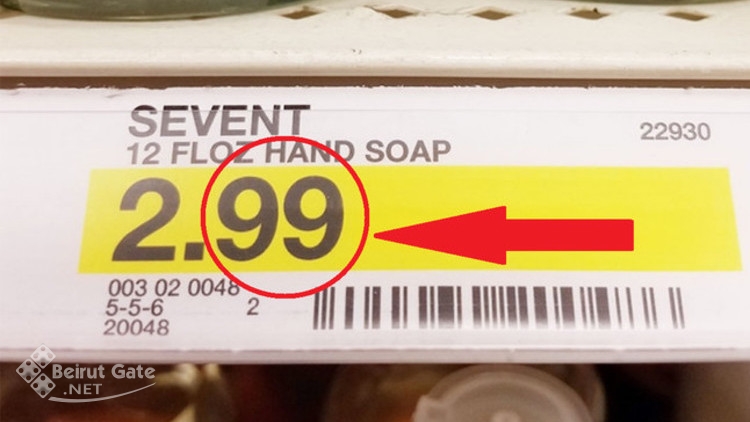 SEVENT
22930
12 FLOZ HAND SOAP
2.99
003 02 0048
5-5-6 2
20048
Beirut Gate
.NET